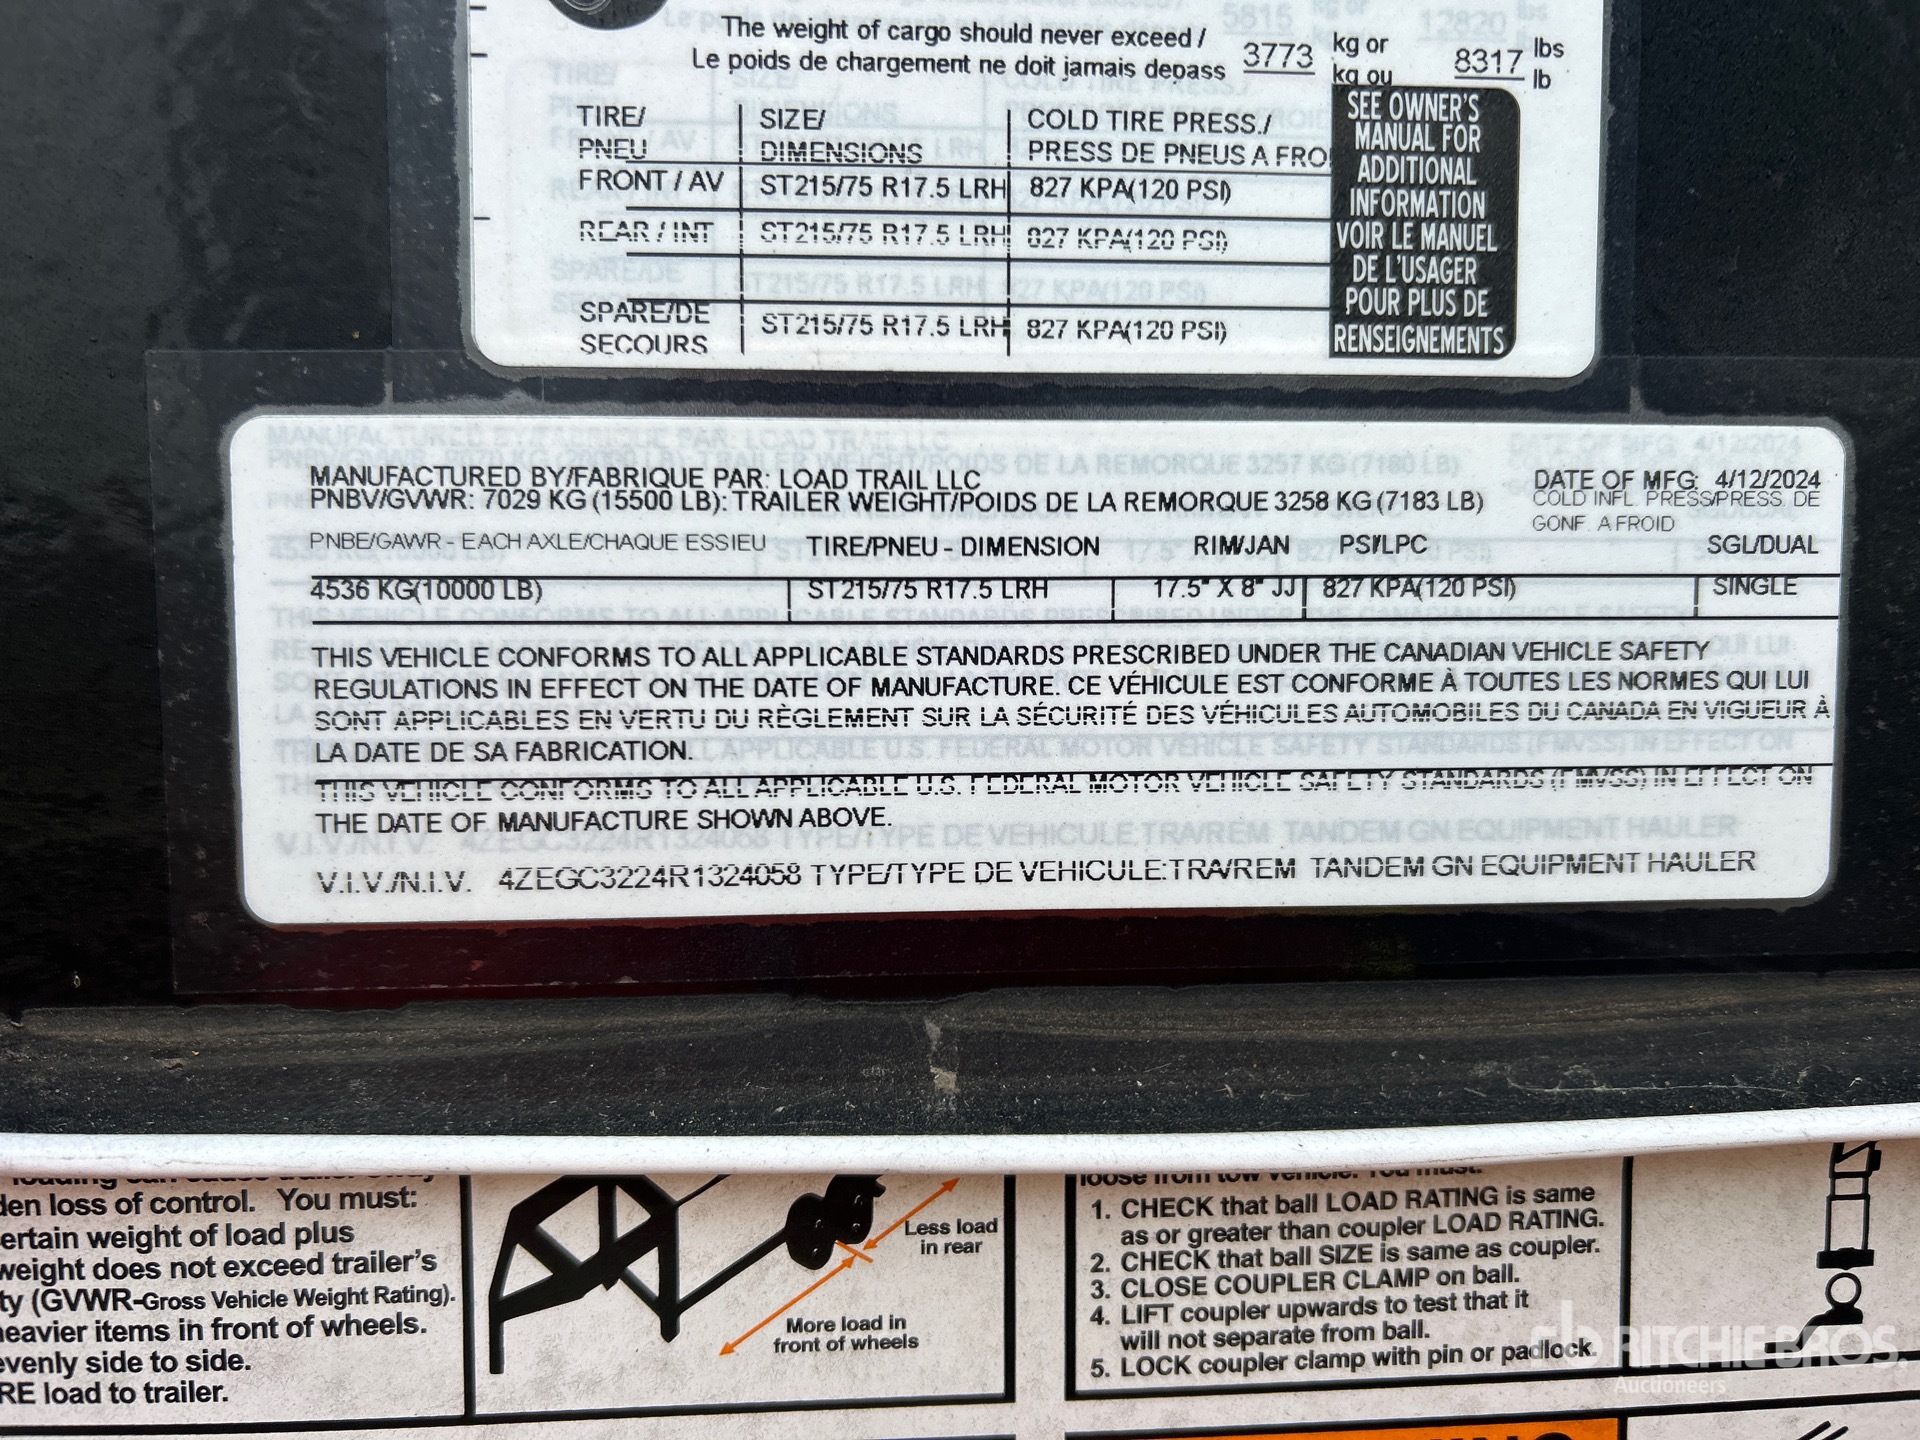 The weight of cargo should never exceed / 3773 kg or 8317 lbs
Le poids de chargement ne doit jamais depass kg ou lb
TIRE/ SIZE/ COLD TIRE PRESS./
PNEU DIMENSIONS PRESS DE PNEUS A FRO
FRONT / AV ST215/75 R17.5 LRH 827 KPA(120 PSI)
REAR / INT ST215/75 R17.5 LRH 827 KPA(120 PSI)
SPARE/DE ST215/75 R17.5 LRH 827 KPA(120 PSI)
SECOURS
SEE OWNER'S
MANUAL FOR
ADDITIONAL
INFORMATION
VOIR LE MANUEL
DE L'USAGER
POUR PLUS DE
RENSEIGNEMENTS
MANUFACTURED BY/FABRIQUE PAR: LOAD TRAIL LLC DATE OF MFG: 4/12/2024
PNBV/GVWR: 7029 KG (15500 LB): TRAILER WEIGHT/POIDS DE LA REMORQUE 3258 KG (7183 LB) COLD INFL. PRESS/PRESS. DE
GONF. A FROID
PNBE/GAWR - EACH AXLE/CHAQUE ESSIEU TIRE/PNEU - DIMENSION RIM/JAN PSI/LPC SGL/DUAL
4536 KG(10000 LB) ST215/75 R17.5 LRH 17.5" X 8" JJ 827 KPA(120 PSI) SINGLE
THIS VEHICLE CONFORMS TO ALL APPLICABLE STANDARDS PRESCRIBED UNDER THE CANADIAN VEHICLE SAFETY
REGULATIONS IN EFFECT ON THE DATE OF MANUFACTURE. CE VÉHICULE EST CONFORME À TOUTES LES NORMES QUI LUI
SONT APPLICABLES EN VERTU DU RÈGLEMENT SUR LA SÉCURITÉ DES VÉHICULES AUTOMOBILES DU CANADA EN VIGUEUR À
LA DATE DE SA FABRICATION.
THIS VEHICLE CONFORMS TO ALL APPLICABLE U.S. FEDERAL MOTOR VEHICLE SAFETY STANDARDS (FMVSS) IN EFFECT ON
THE DATE OF MANUFACTURE SHOWN ABOVE.
V.I.V./N.I.V. 4ZEGC3224R1324058 TYPE/TYPE DE VEHICULE:TRA/REM TANDEM GN EQUIPMENT HAULER
den loss of control. You must:
ertain weight of load plus
weight does not exceed trailer's
ty (GVWR-Gross Vehicle Weight Rating).
heavier items in front of wheels.
evenly side to side.
RE load to trailer.
Less load
in rear
More load in
front of wheels
loose from tow vehicle. You must:
1. CHECK that ball LOAD RATING is same
as or greater than coupler LOAD RATING.
2. CHECK that ball SIZE is same as coupler.
3. CLOSE COUPLER CLAMP on ball.
4. LIFT coupler upwards to test that it
will not separate from ball.
5. LOCK coupler clamp with pin or padlock
RITCHIE BROS.
Auctioneers